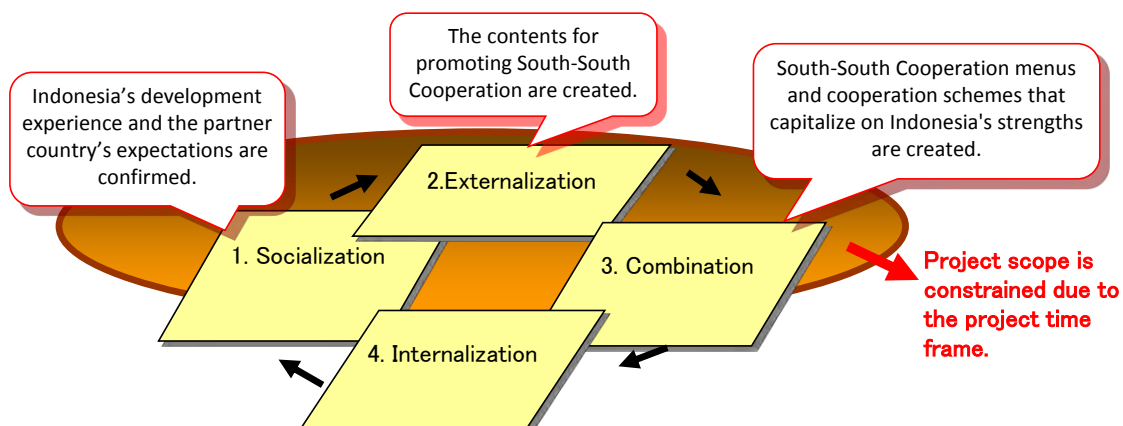 The contents for
promoting South-South
Cooperation are created.
Indonesia's development
experience and the partner
country's expectations are
confirmed.
South-South Cooperation menus
and cooperation schemes that
capitalize on Indonesia's strengths
are created.
2.Externalization
1. Socialization
3. Combination
4. Internalization
Project scope is
constrained due to
the project time
frame.